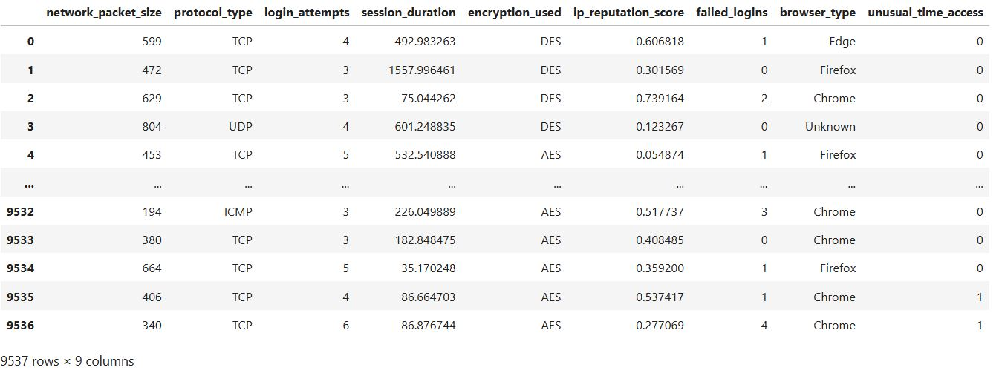 network_packet_size protocol_type login_attempts session_duration encryption_used ip_reputation_score failed_logins browser_type unusual_time_access
0 599 TCP 4 492.983263 DES 0.606818 1 Edge 0
1 472 TCP 3 1557.996461 DES 0.301569 0 Firefox 0
2 629 TCP 3 75.044262 DES 0.739164 2 Chrome 0
3 804 UDP 4 601.248835 DES 0.123267 0 Unknown 0
4 453 TCP 5 532.540888 AES 0.054874 1 Firefox 0
... ... ... ... ... ... ... ... ... ...
9532 194 ICMP 3 226.049889 AES 0.517737 3 Chrome 0
9533 380 TCP 3 182.848475 AES 0.408485 0 Chrome 0
9534 664 TCP 5 35.170248 AES 0.359200 1 Firefox 0
9535 406 TCP 4 86.664703 AES 0.537417 1 Chrome 1
9536 340 TCP 6 86.876744 AES 0.277069 4 Chrome 1
9537 rows × 9 columns